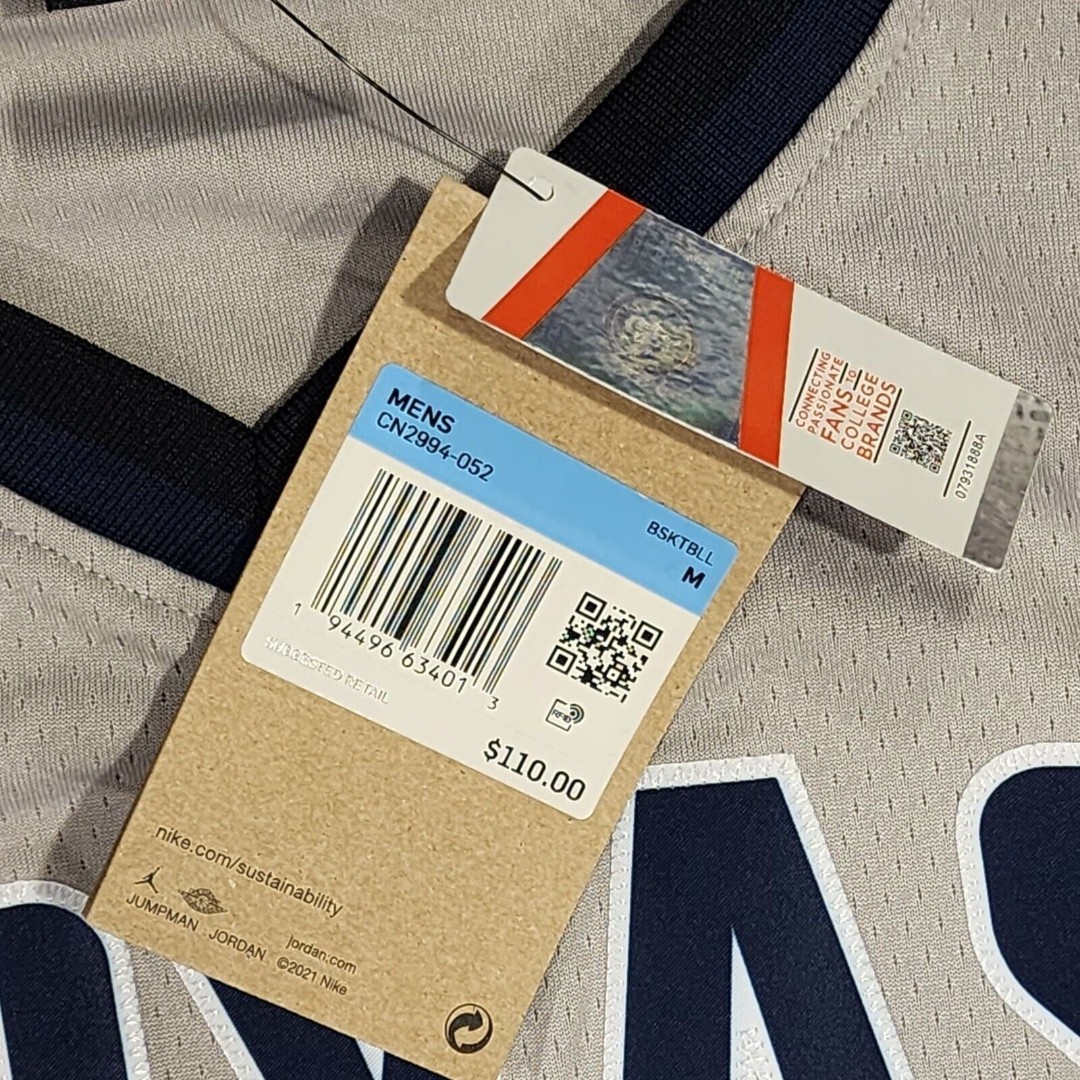 CONNECTING
PASSIONATE
FANS TO
COLLEGE
BRANDS
07931888A
MENS
CN2994-052
BSKTBLL
M
1 94496 63401 3
SUGGESTED RETAIL
RFID
$110.00
nike.com/sustainability
JUMPMAN JORDAN
jordan.com
©2021 Nike